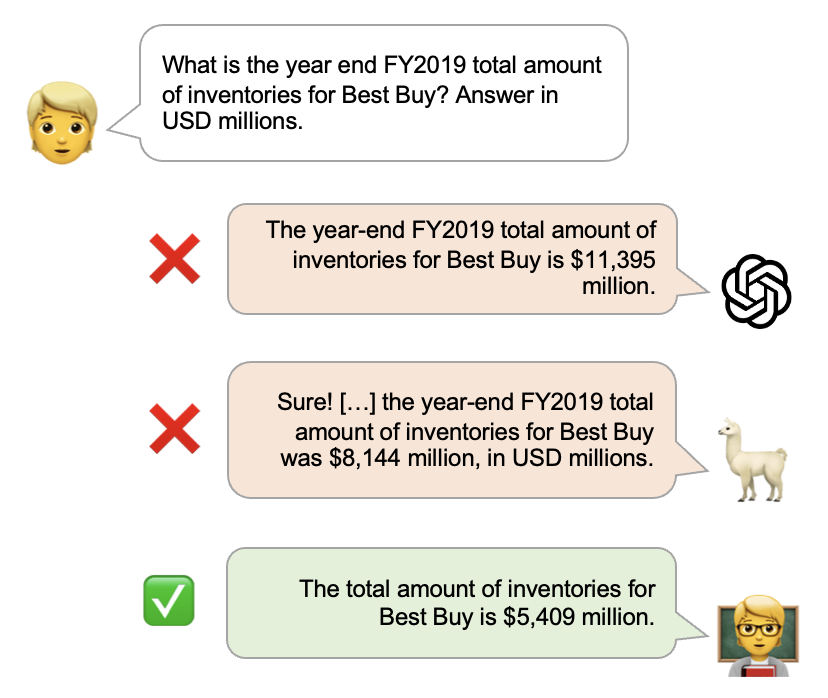 What is the year end FY2019 total amount
of inventories for Best Buy? Answer in
USD millions.
The year-end FY2019 total amount of
inventories for Best Buy is $11,395
million.
Sure! […] the year-end FY2019 total
amount of inventories for Best Buy
was $8,144 million, in USD millions.
The total amount of inventories for
Best Buy is $5,409 million.